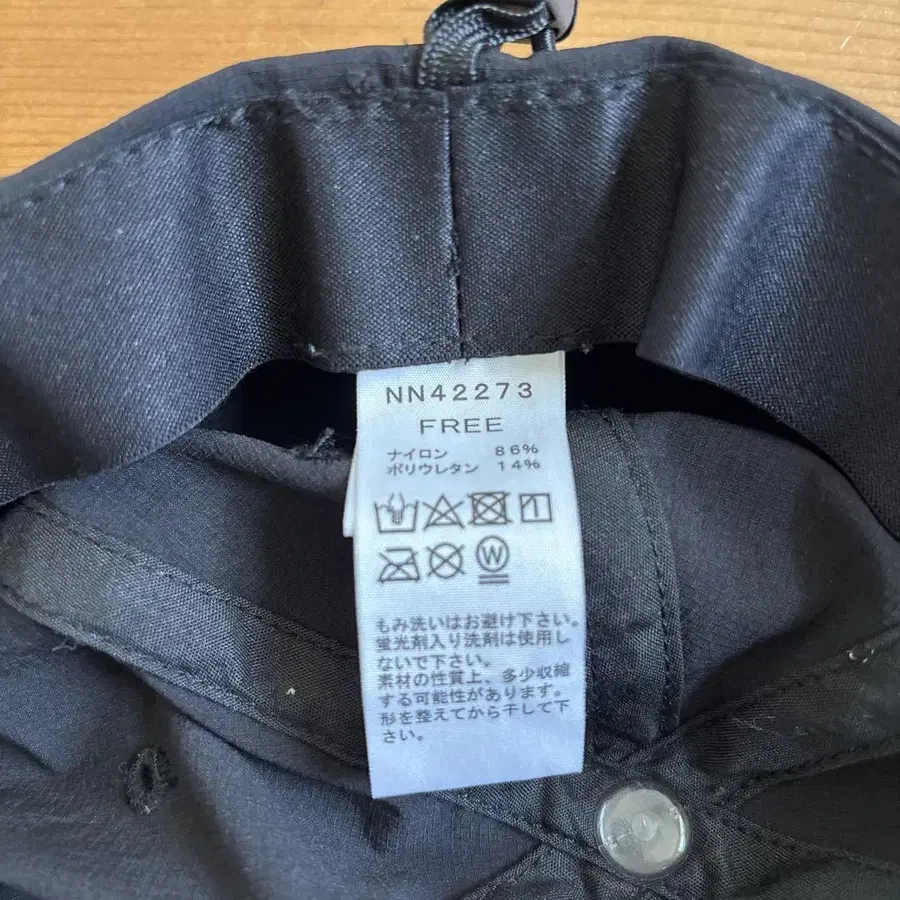 NN42273
FREE
ナイロン 86%
ポリウレタン 14%
W
もみ洗いはお避け下さい。
蛍光剤入り洗剤は使用し
ないで下さい。
素材の性質上、多少収縮
する可能性があります。
形を整えてから干して下
さい。